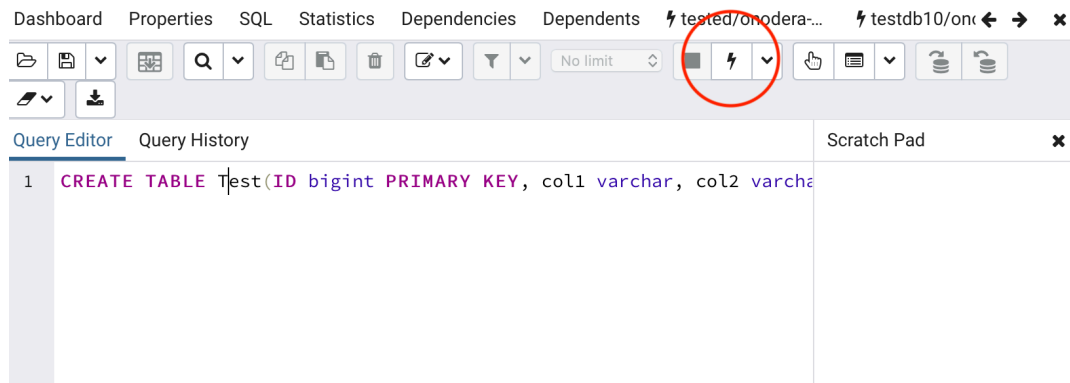 Dashboard Properties SQL Statistics Dependencies Dependents tested/onodera-... testdb10/ono
No limit
Query Editor Query History Scratch Pad
1 CREATE TABLE Test(ID bigint PRIMARY KEY, col1 varchar, col2 varcha